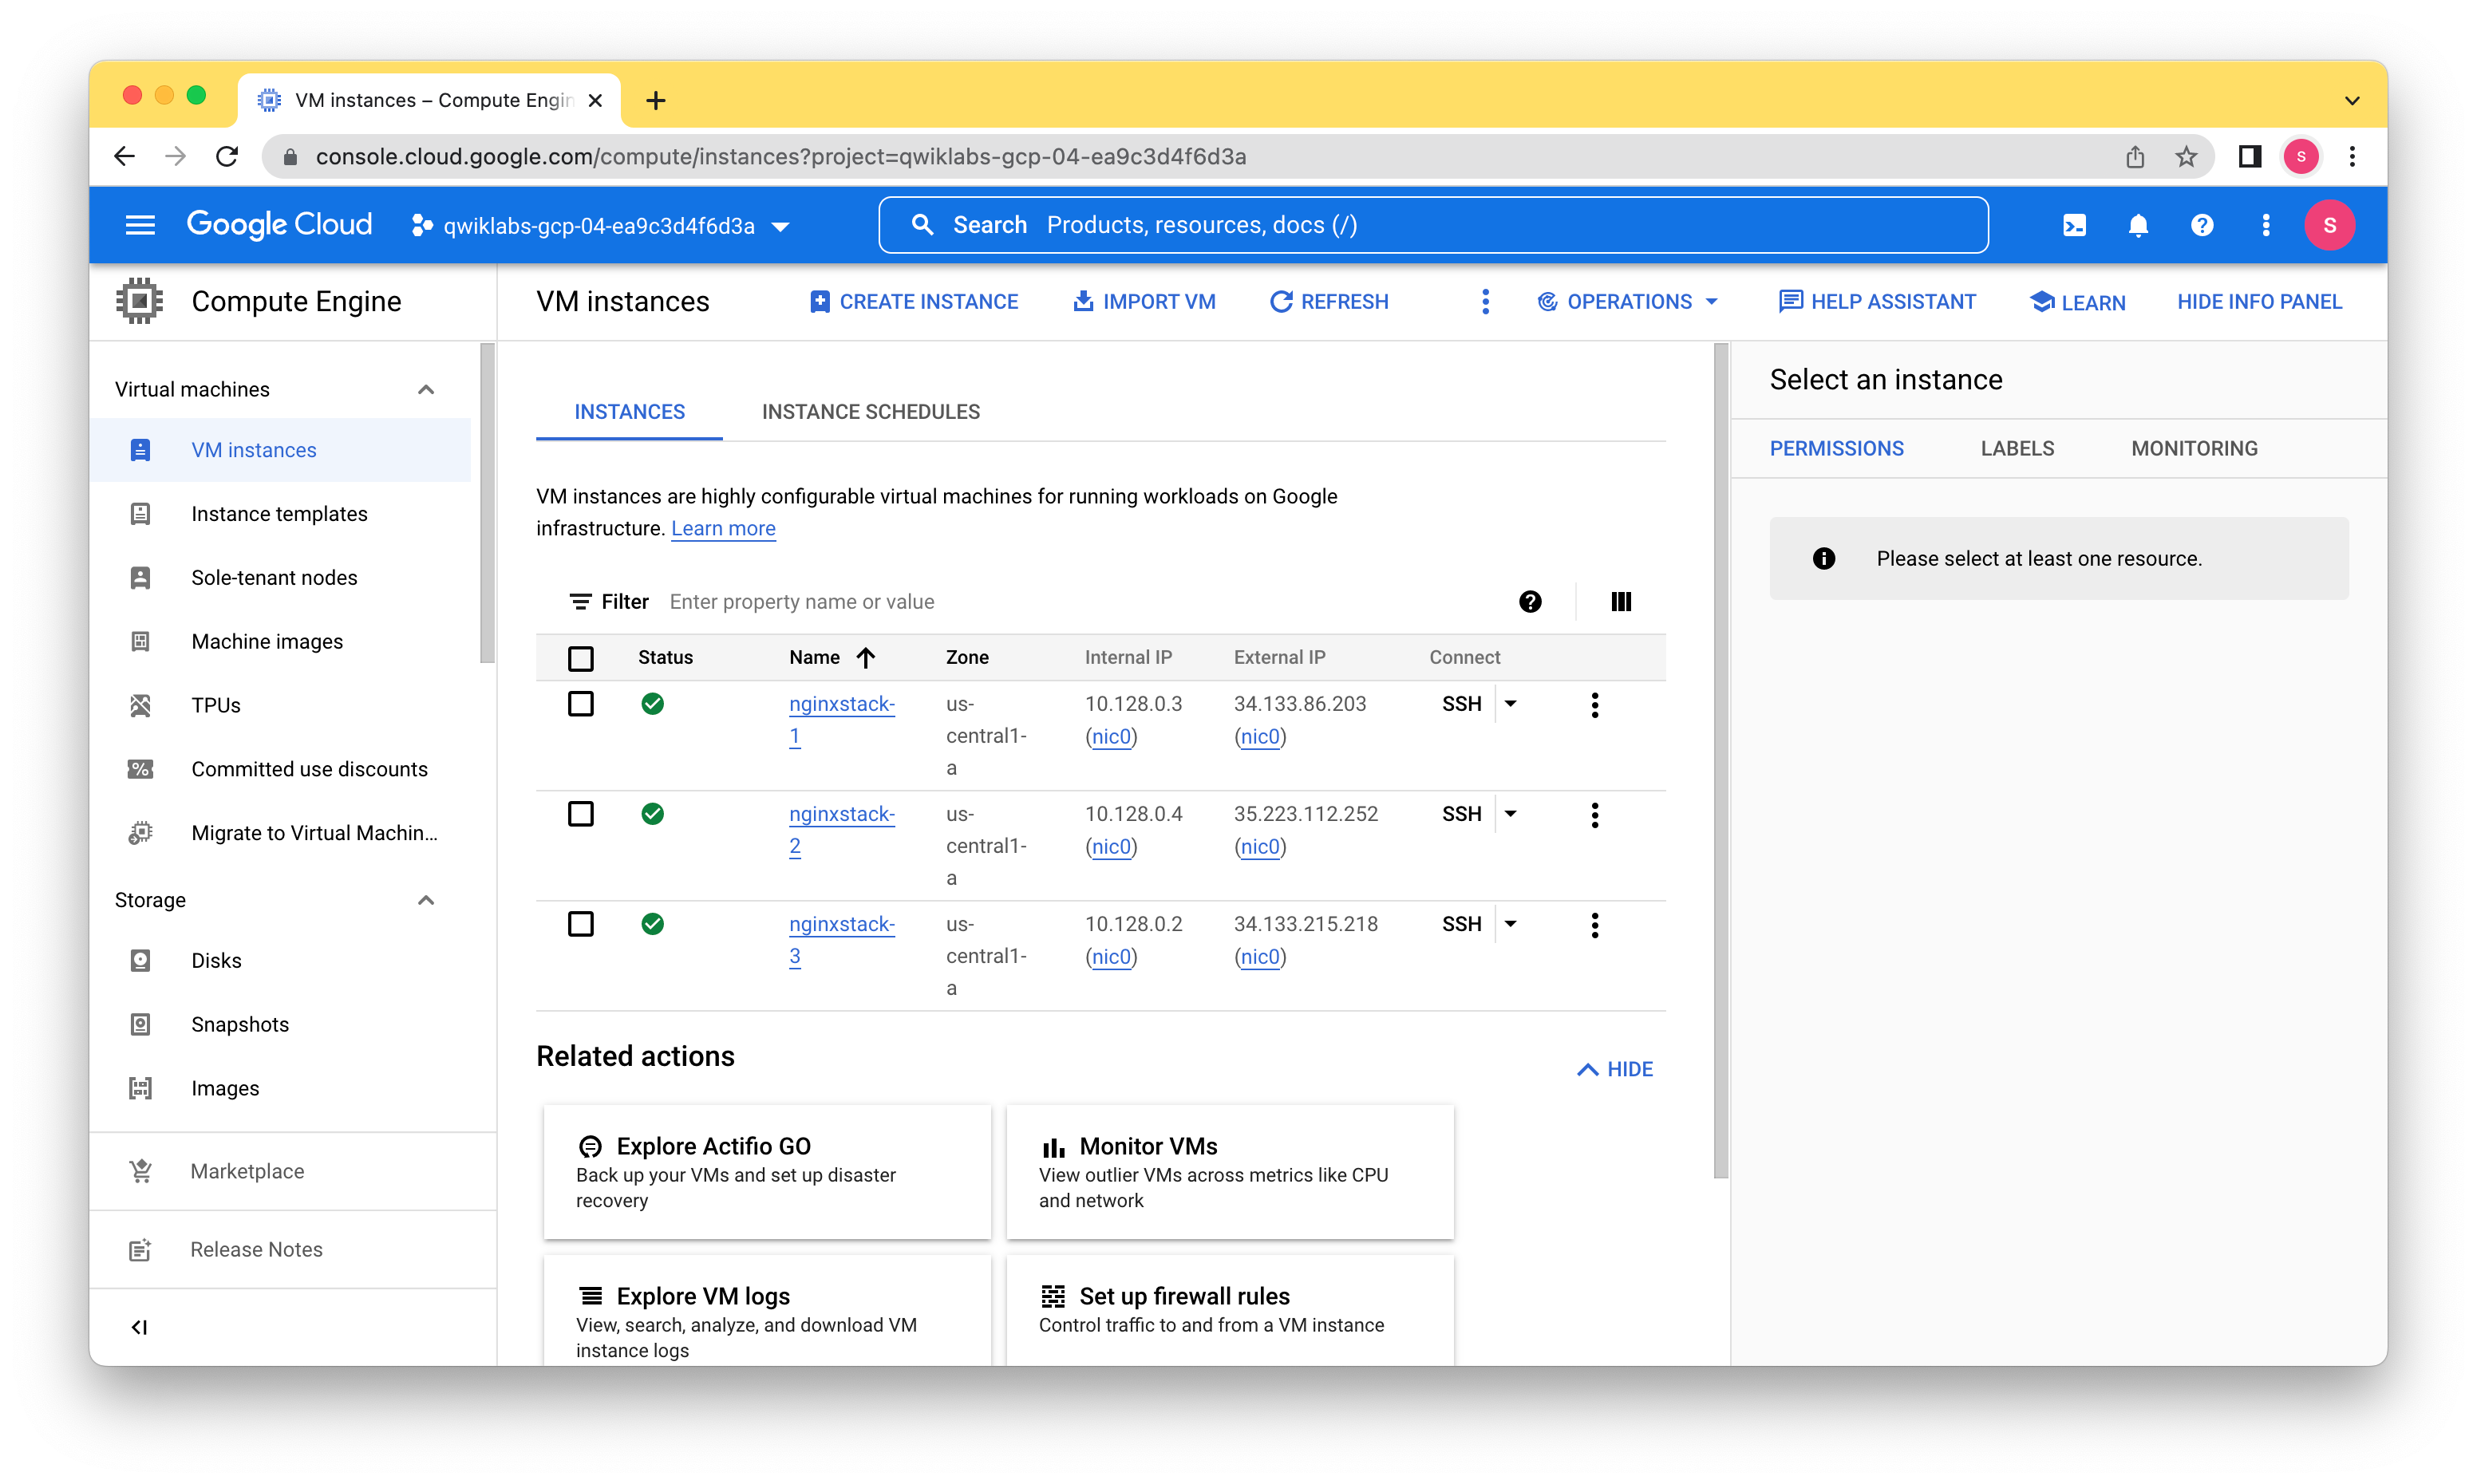 VM instances – Compute Engin
console.cloud.google.com/compute/instances?project=qwiklabs-gcp-04-ea9c3d4f6d3a
S
Google Cloud
qwiklabs-gcp-04-ea9c3d4f6d3a
Search Products, resources, docs (/)
S
Compute Engine
VM instances
CREATE INSTANCE
IMPORT VM
REFRESH
OPERATIONS
HELP ASSISTANT
LEARN
HIDE INFO PANEL
Virtual machines
VM instances
Instance templates
Sole-tenant nodes
Machine images
TPUs
Committed use discounts
Migrate to Virtual Machin...
Storage
Disks
Snapshots
Images
Marketplace
Release Notes
INSTANCES
INSTANCE SCHEDULES
VM instances are highly configurable virtual machines for running workloads on Google
infrastructure. Learn more
Filter Enter property name or value
Status Name Zone Internal IP External IP Connect
nginxstack- us- 10.128.0.3 34.133.86.203 SSH
1 central1- (nic0) (nic0)
a
nginxstack- us- 10.128.0.4 35.223.112.252 SSH
2 central1- (nic0) (nic0)
a
nginxstack- us- 10.128.0.2 34.133.215.218 SSH
3 central1- (nic0) (nic0)
a
Related actions
HIDE
Explore Actifio GO
Back up your VMs and set up disaster
recovery
Monitor VMs
View outlier VMs across metrics like CPU
and network
Explore VM logs
View, search, analyze, and download VM
instance logs
Set up firewall rules
Control traffic to and from a VM instance
Select an instance
PERMISSIONS
LABELS
MONITORING
Please select at least one resource.